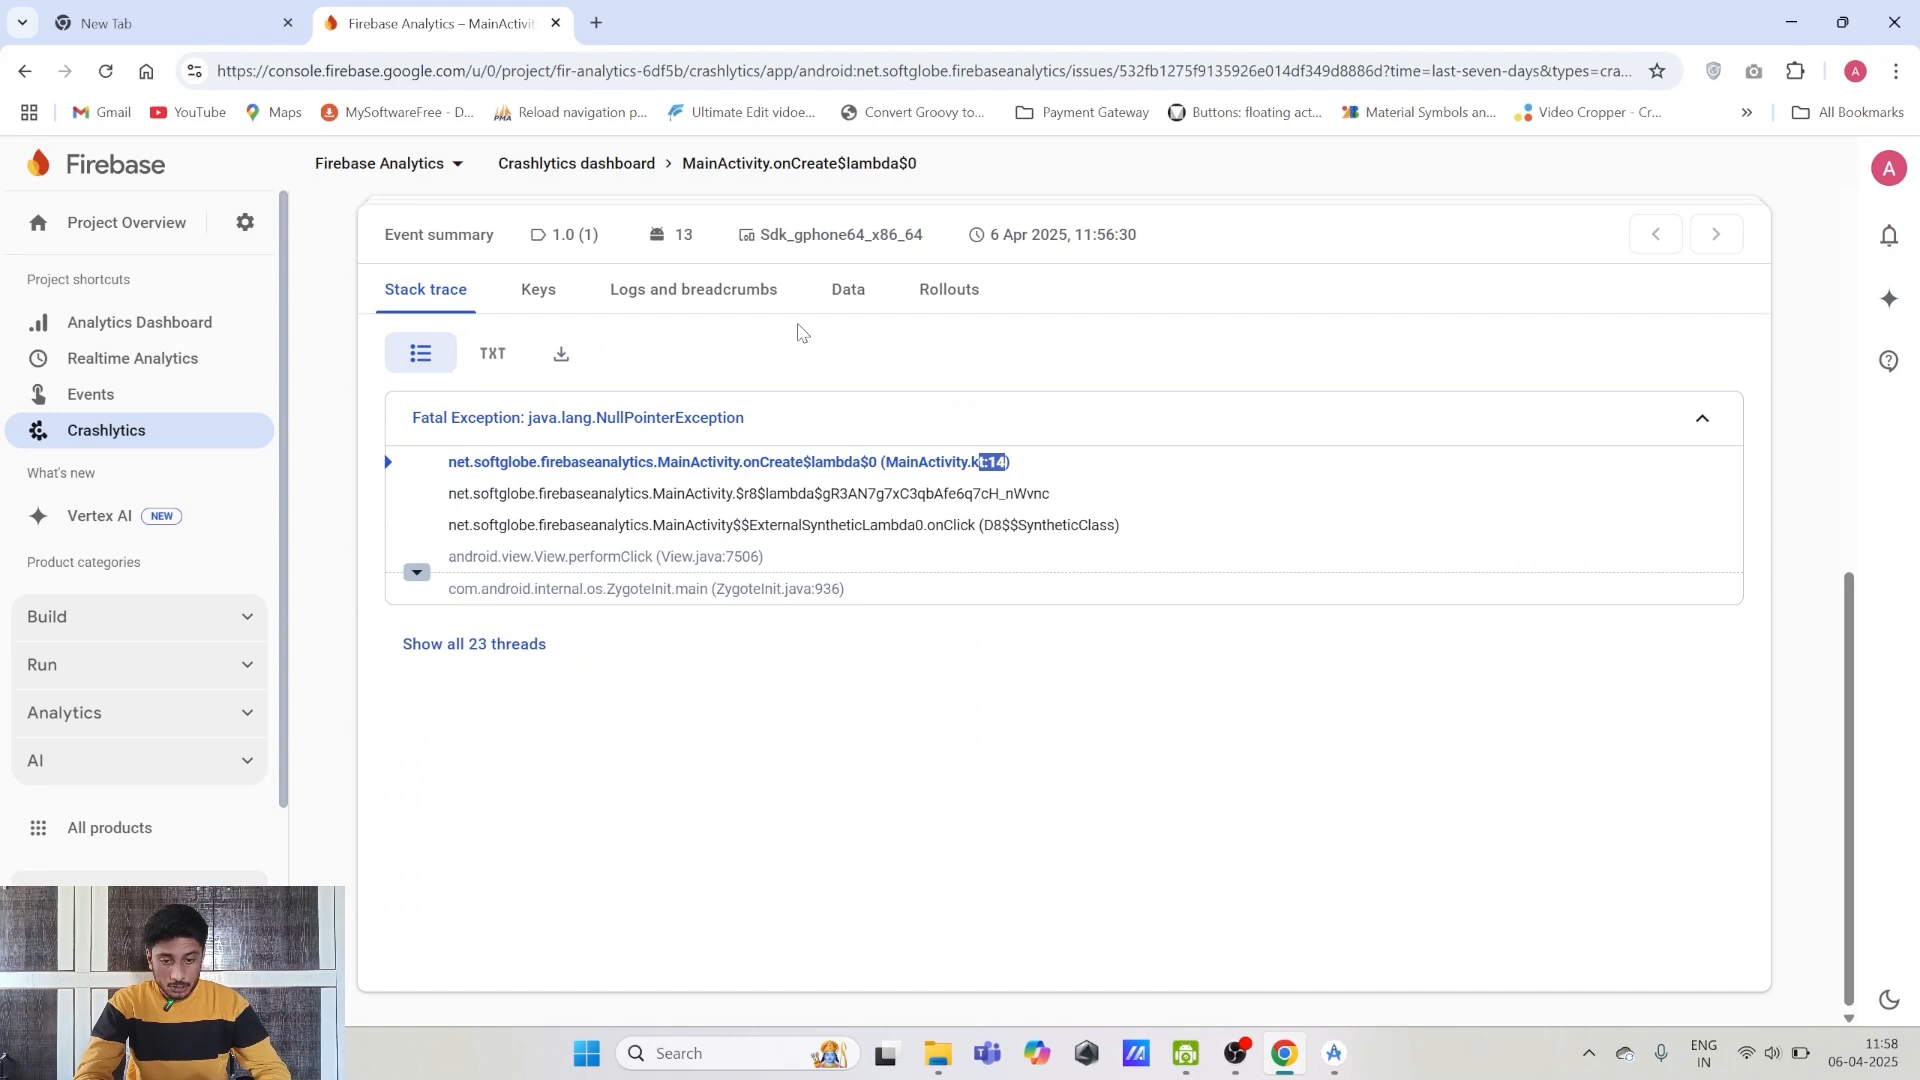 New Tab
Firebase Analytics – MainActivit
https://console.firebase.google.com/u/0/project/fir-analytics-6df5b/crashlytics/app/android:net.softglobe.firebaseanalytics/issues/532fb1275f9135926e014df349d8886d?time=last-seven-days&types=cra...
A
Gmail
YouTube
Maps
MySoftwareFree - D...
Reload navigation p...
Ultimate Edit vidoe...
Convert Groovy to...
Payment Gateway
Buttons: floating act...
Material Symbols an...
Video Cropper - Cr...
»
All Bookmarks
Firebase
Firebase Analytics
Crashlytics dashboard > MainActivity.onCreate$lambda$0
A
Project Overview
Project shortcuts
Analytics Dashboard
Realtime Analytics
Events
Crashlytics
What's new
Vertex AI NEW
Product categories
Build
Run
Analytics
AI
All products
Event summary
1.0 (1)
13
Sdk_gphone64_x86_64
6 Apr 2025, 11:56:30
Stack trace
Keys
Logs and breadcrumbs
Data
Rollouts
TXT
Fatal Exception: java.lang.NullPointerException
net.softglobe.firebaseanalytics.MainActivity.onCreate$lambda$0 (MainActivity.kt:14)
net.softglobe.firebaseanalytics.MainActivity.$r8$lambda$gR3AN7g7xC3qbAfe6q7cH_nWvnc
net.softglobe.firebaseanalytics.MainActivity$$ExternalSyntheticLambda0.onClick (D8$$SyntheticClass)
android.view.View.performClick (View.java:7506)
com.android.internal.os.ZygoteInit.main (ZygoteInit.java:936)
Show all 23 threads
Search
ENG
IN
11:58
06-04-2025